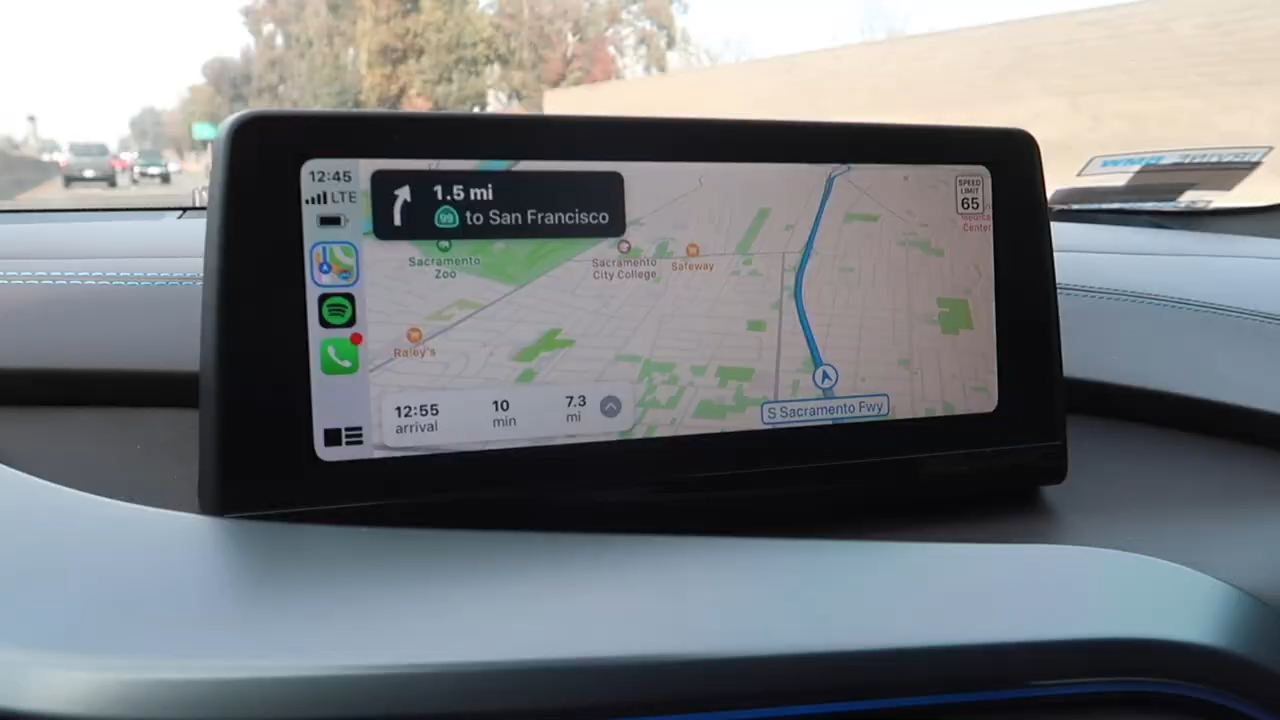 12:45
LTE
1.5 mi
99 to San Francisco
SPEED
LIMIT
65
Center
Sacramento
Zoo
Sacramento
City College
Safeway
Raley's
12:55
arrival
10
min
7.3
mi
S Sacramento Fwy